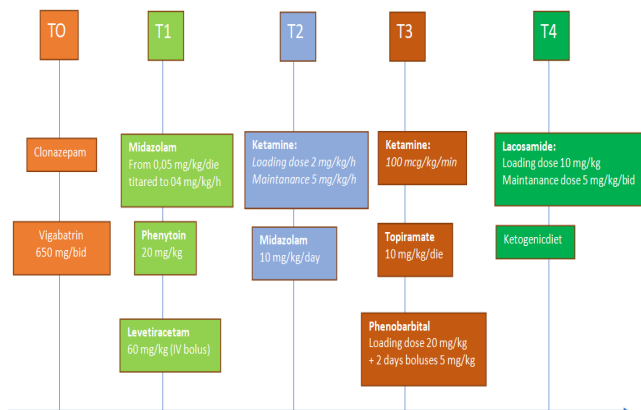 TO
T1
T2
T3
T4
Clonazepam
Vigabatrin
650 mg/bid
Midazolam
From 0,05 mg/kg/die
titared to 04 mg/kg/h
Phenytoin
20 mg/kg
Levetiracetam
60 mg/kg (IV bolus)
Ketamine:
Loading dose 2 mg/kg/h
Maintanance 5 mg/kg/h
Midazolam
10 mg/kg/day
Ketamine:
100 mcg/kg/min
Topiramate
10 mg/kg/die
Phenobarbital
Loading dose 20 mg/kg
+ 2 days boluses 5 mg/kg
Lacosamide:
Loading dose 10 mg/kg
Maintanance dose 5 mg/kg/bid
Ketogenicdiet